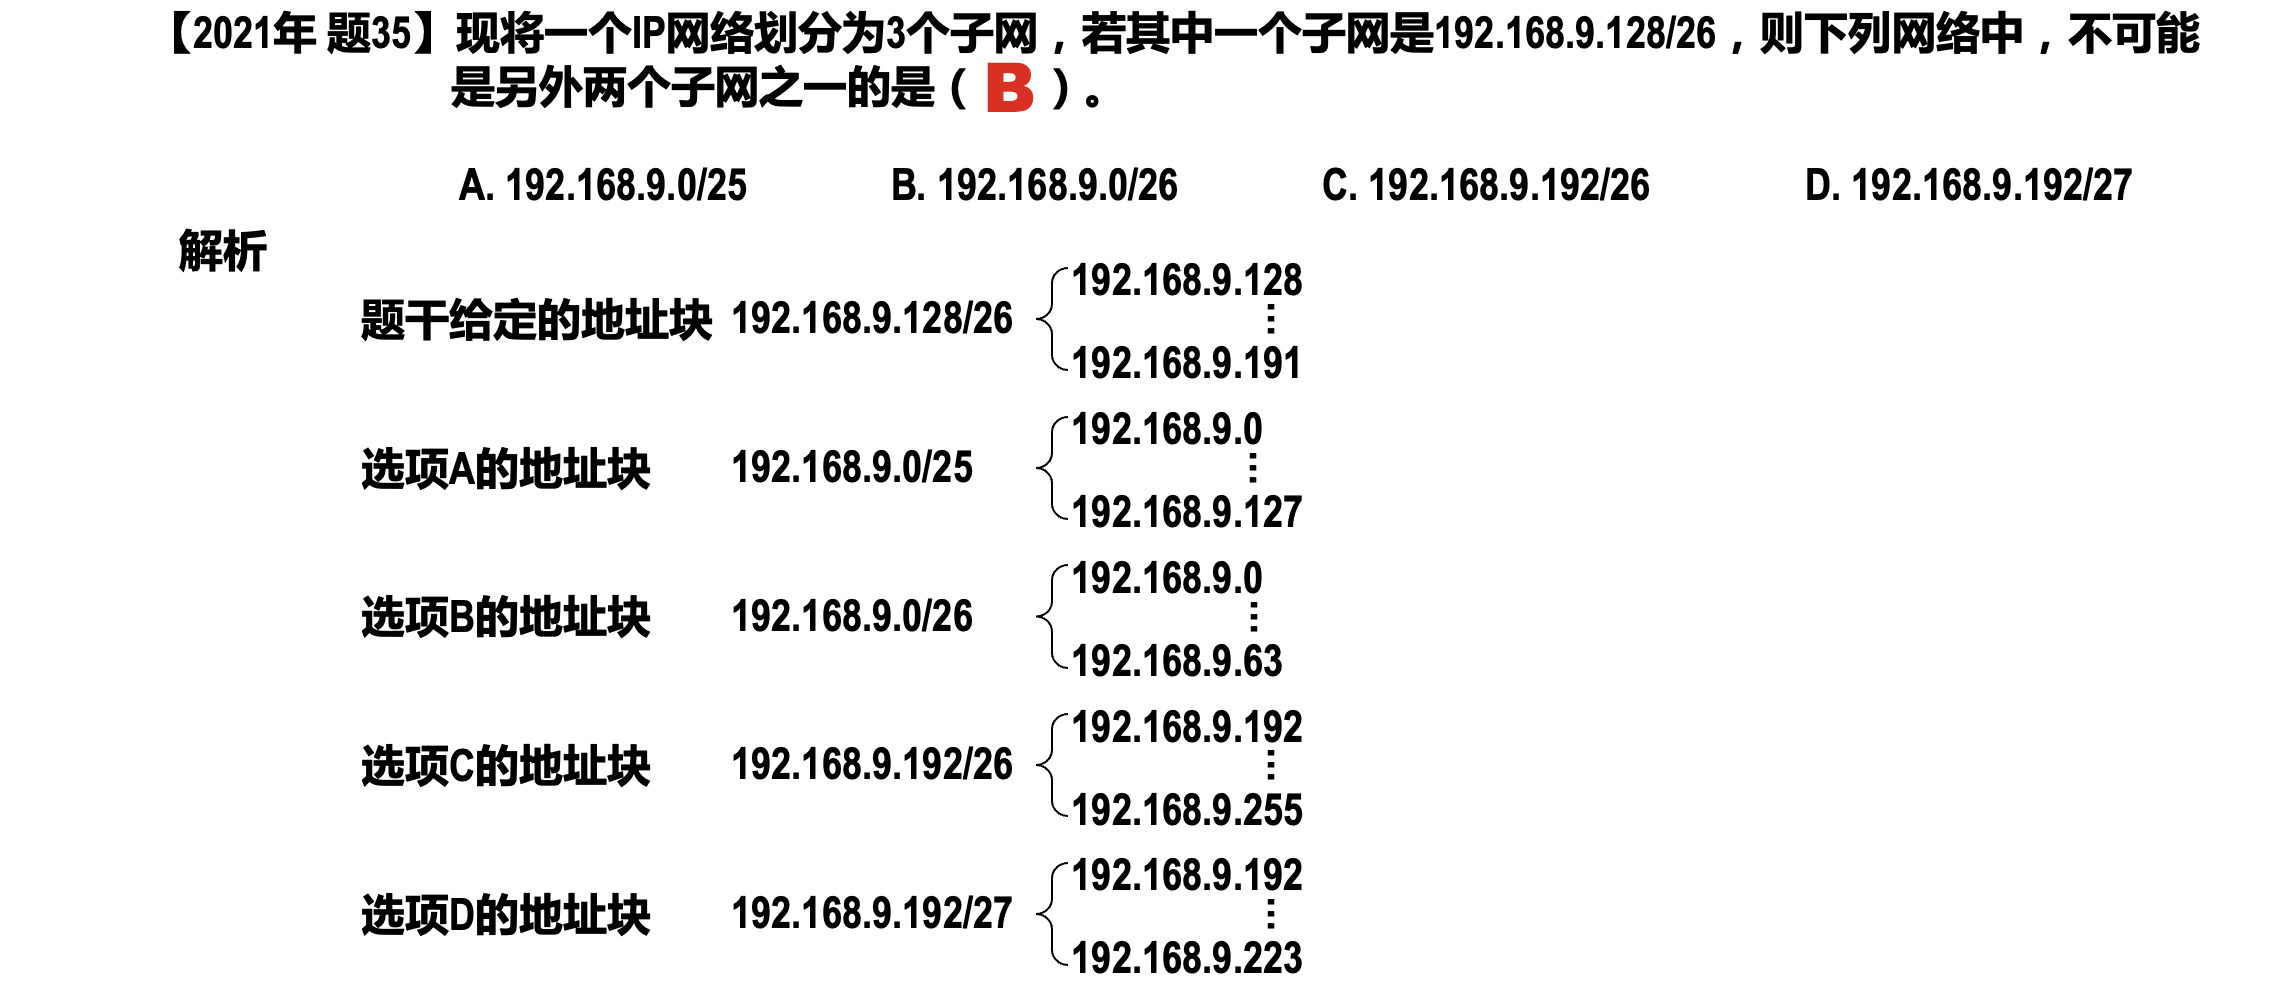 【2021年 题35】现将一个IP网络划分为3个子网，若其中一个子网是192.168.9.128/26，则下列网络中，不可能
是另外两个子网之一的是（ B ）。
A. 192.168.9.0/25 B. 192.168.9.0/26 C. 192.168.9.192/26 D. 192.168.9.192/27
解析
题干给定的地址块 192.168.9.128/26
192.168.9.128
⋮
192.168.9.191
选项A的地址块 192.168.9.0/25
192.168.9.0
⋮
192.168.9.127
选项B的地址块 192.168.9.0/26
192.168.9.0
⋮
192.168.9.63
选项C的地址块 192.168.9.192/26
192.168.9.192
⋮
192.168.9.255
选项D的地址块 192.168.9.192/27
192.168.9.192
⋮
192.168.9.223